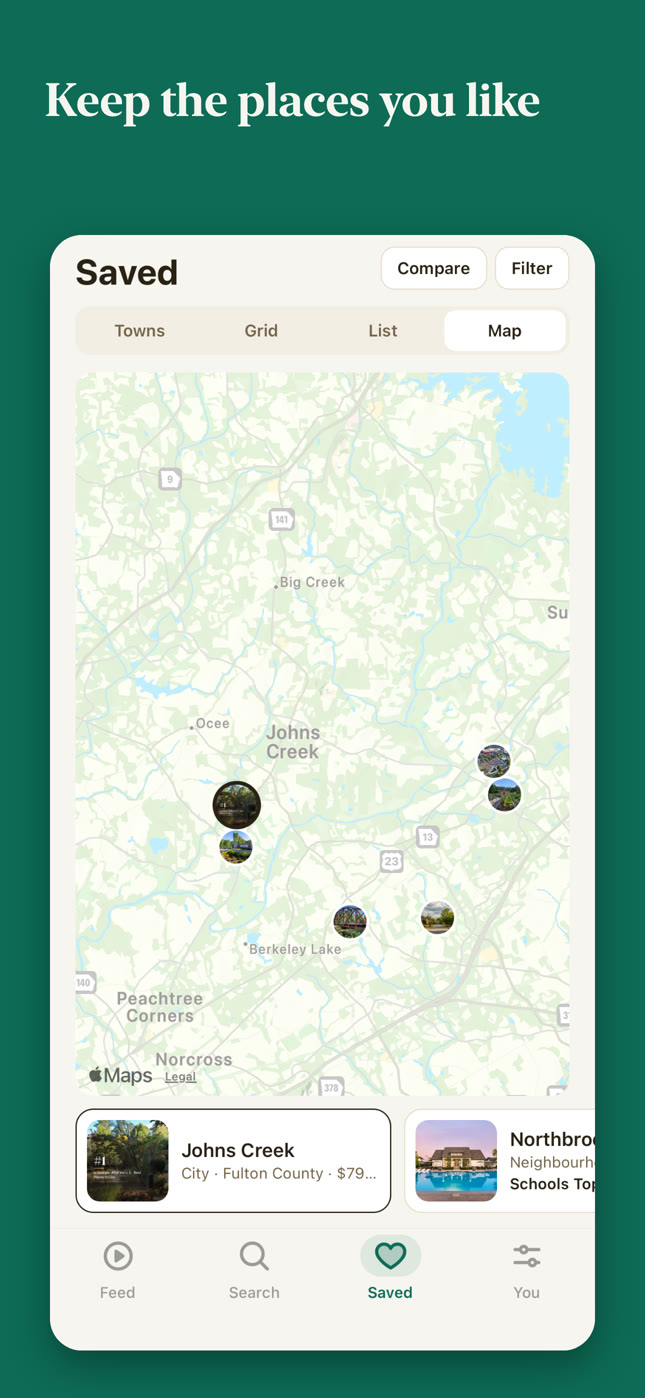 Keep the places you like
Saved
Compare
Filter
Towns
Grid
List
Map
9
141
Big Creek
Su
Ocee
Johns
Creek
13
23
Berkeley Lake
140
Peachtree
Corners
Norcross
Maps
Legal
378
#1
Johns Creek
City · Fulton County · $79...
Schools Top
Feed
Search
Saved
You